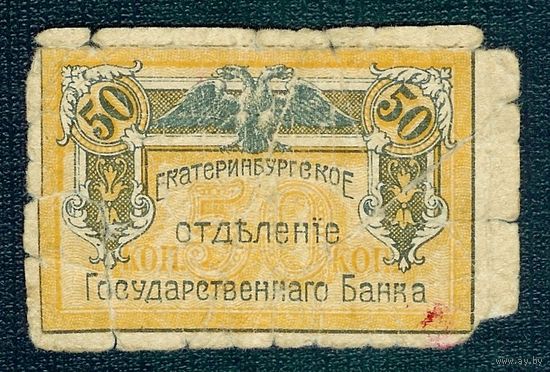 50 50
ЕКАТЕРИНБУРГСКОЕ
ОТДѢЛЕНІЕ
КОП. 50 КОП.
ГОСУДАРСТВЕННАГО БАНКА
www.ay.by